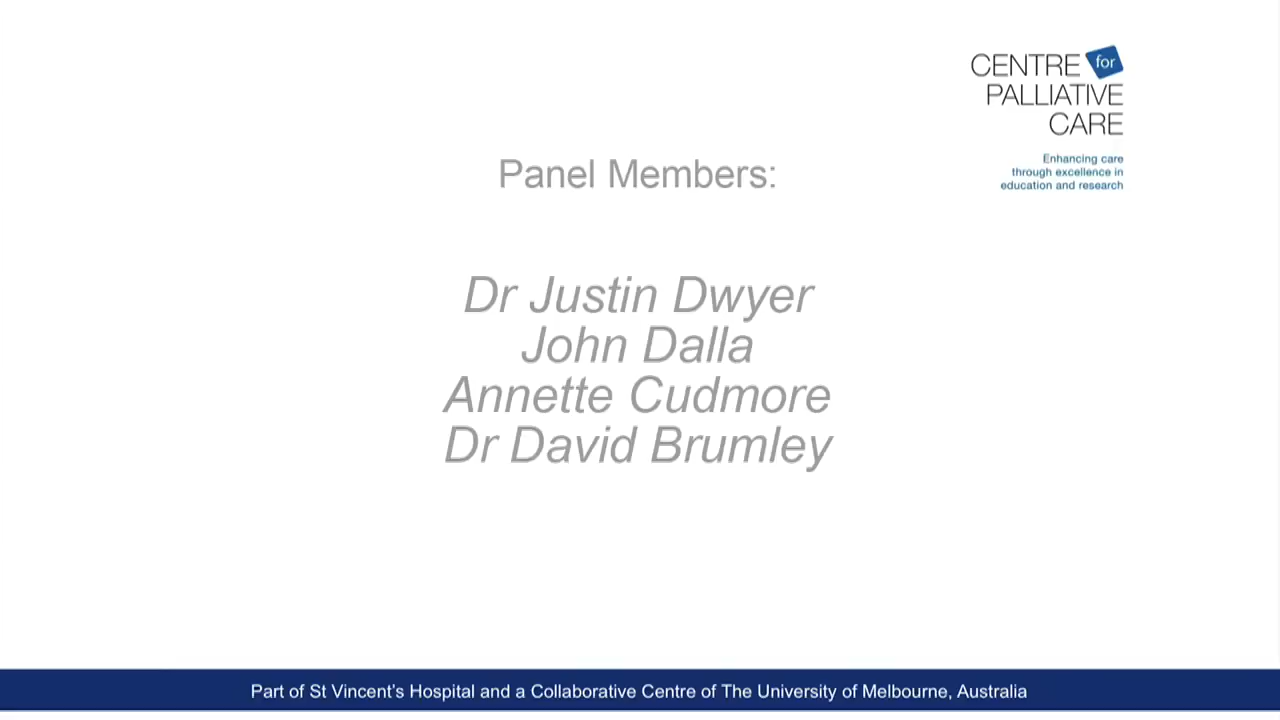 CENTRE for
PALLIATIVE
CARE
Enhancing care
through excellence in
education and research
Panel Members:
Dr Justin Dwyer
John Dalla
Annette Cudmore
Dr David Brumley
Part of St Vincent's Hospital and a Collaborative Centre of The University of Melbourne, Australia